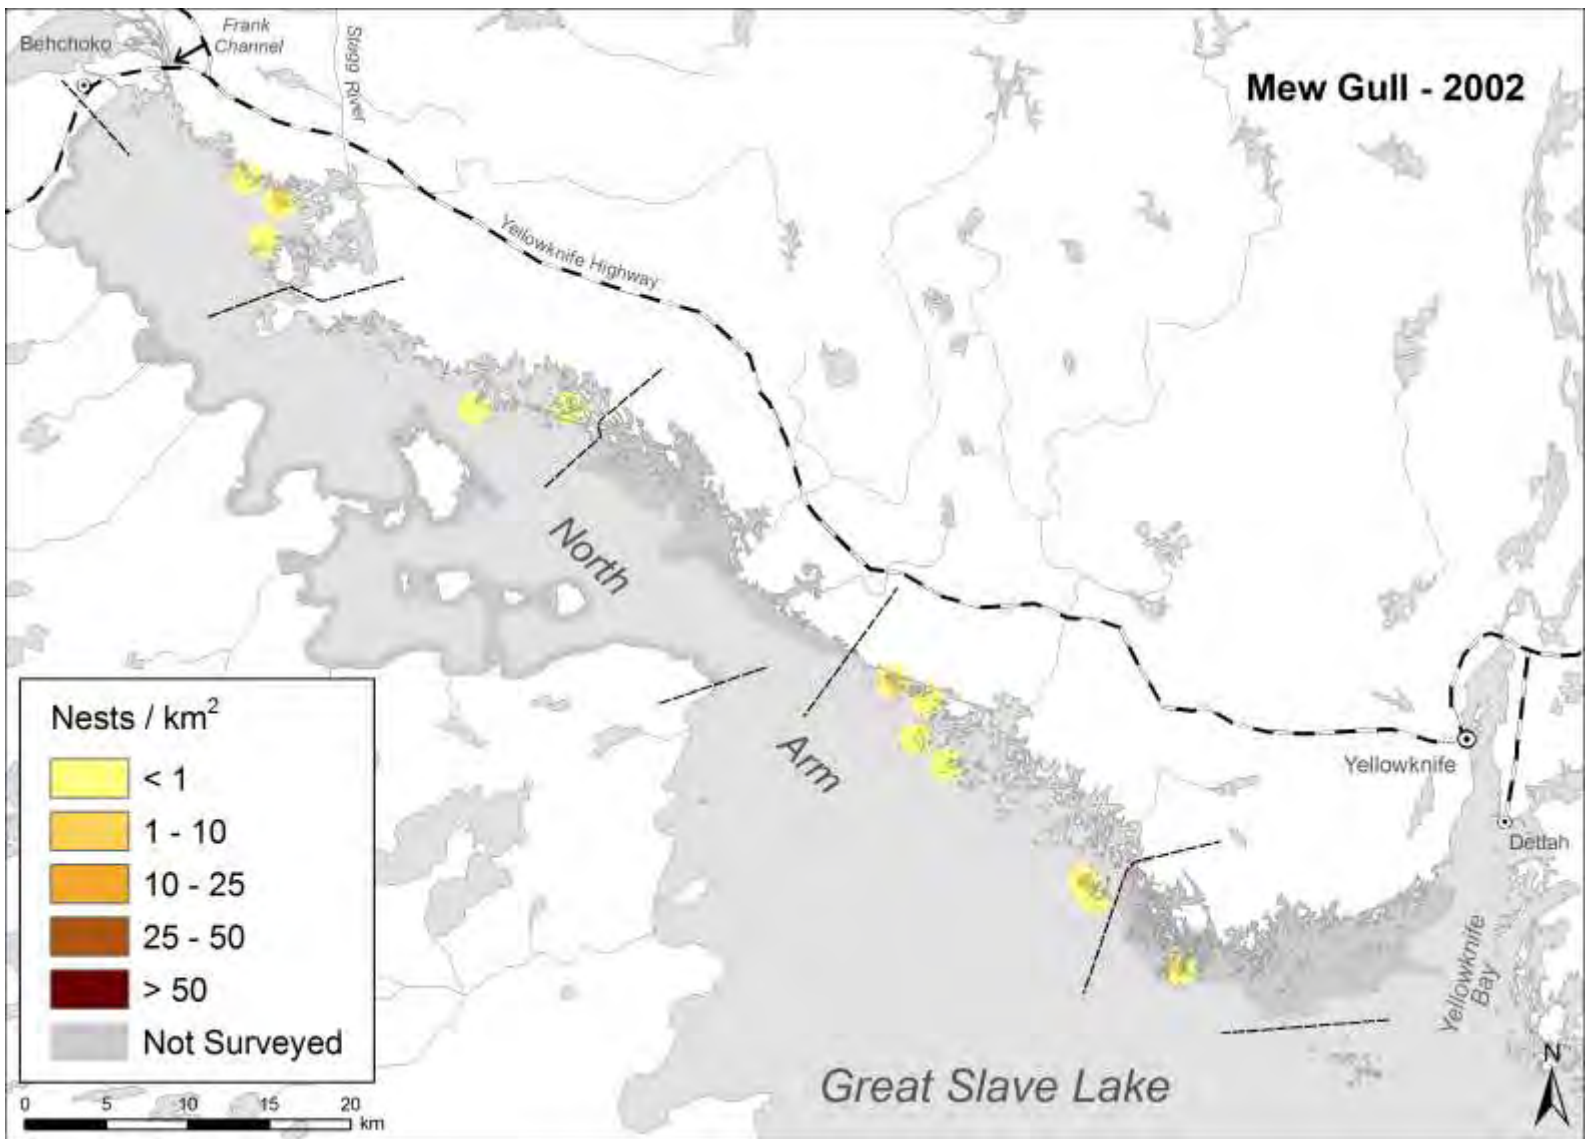 Behchoko
Frank
Channel
Stagg River
Mew Gull - 2002
Yellowknife Highway
North
Arm
Yellowknife
Dettah
Yellowknife
Bay
Great Slave Lake
N
Nests / km²
< 1
1 - 10
10 - 25
25 - 50
> 50
Not Surveyed
0 5 10 15 20
km